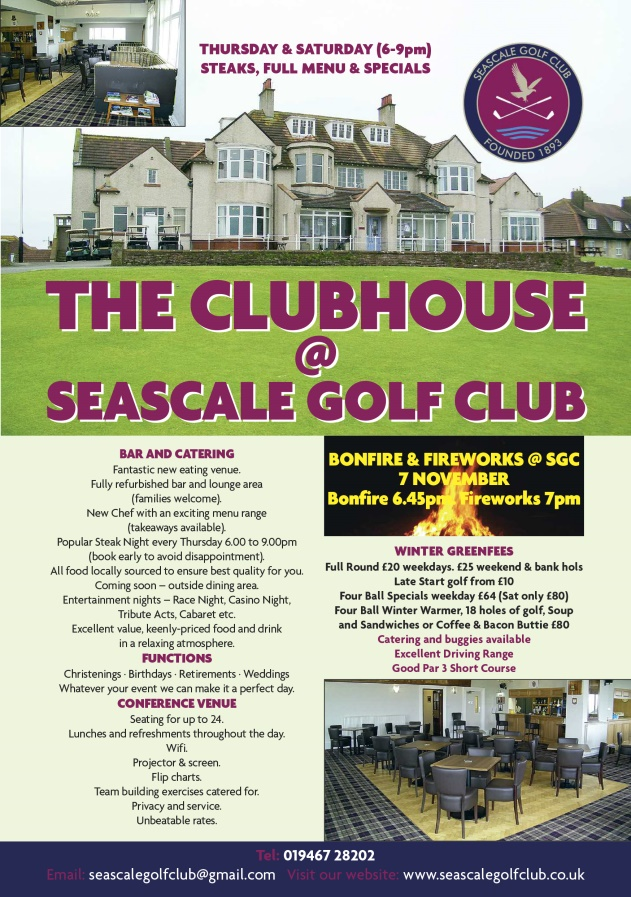 THURSDAY & SATURDAY (6-9pm)
STEAKS, FULL MENU & SPECIALS
SEASCALE GOLF CLUB
FOUNDED 1893
THE CLUBHOUSE
@
SEASCALE GOLF CLUB
BAR AND CATERING
Fantastic new eating venue.
Fully refurbished bar and lounge area
(families welcome).
New Chef with an exciting menu range
(takeaways available).
Popular Steak Night every Thursday 6.00 to 9.00pm
(book early to avoid disappointment).
All food locally sourced to ensure best quality for you.
Coming soon – outside dining area.
Entertainment nights – Race Night, Casino Night,
Tribute Acts, Cabaret etc.
Excellent value, keenly-priced food and drink
in a relaxing atmosphere.
FUNCTIONS
Christenings · Birthdays · Retirements · Weddings
Whatever your event we can make it a perfect day.
CONFERENCE VENUE
Seating for up to 24.
Lunches and refreshments throughout the day.
Wifi.
Projector & screen.
Flip charts.
Team building exercises catered for.
Privacy and service.
Unbeatable rates.
BONFIRE & FIREWORKS @ SGC
7 NOVEMBER
Bonfire 6.45pm Fireworks 7pm
WINTER GREENFEES
Full Round £20 weekdays. £25 weekend & bank hols
Late Start golf from £10
Four Ball Specials weekday £64 (Sat only £80)
Four Ball Winter Warmer, 18 holes of golf, Soup
and Sandwiches or Coffee & Bacon Buttie £80
Catering and buggies available
Excellent Driving Range
Good Par 3 Short Course
Tel: 019467 28202
Email: seascalegolfclub@gmail.com Visit our website: www.seascalegolfclub.co.uk